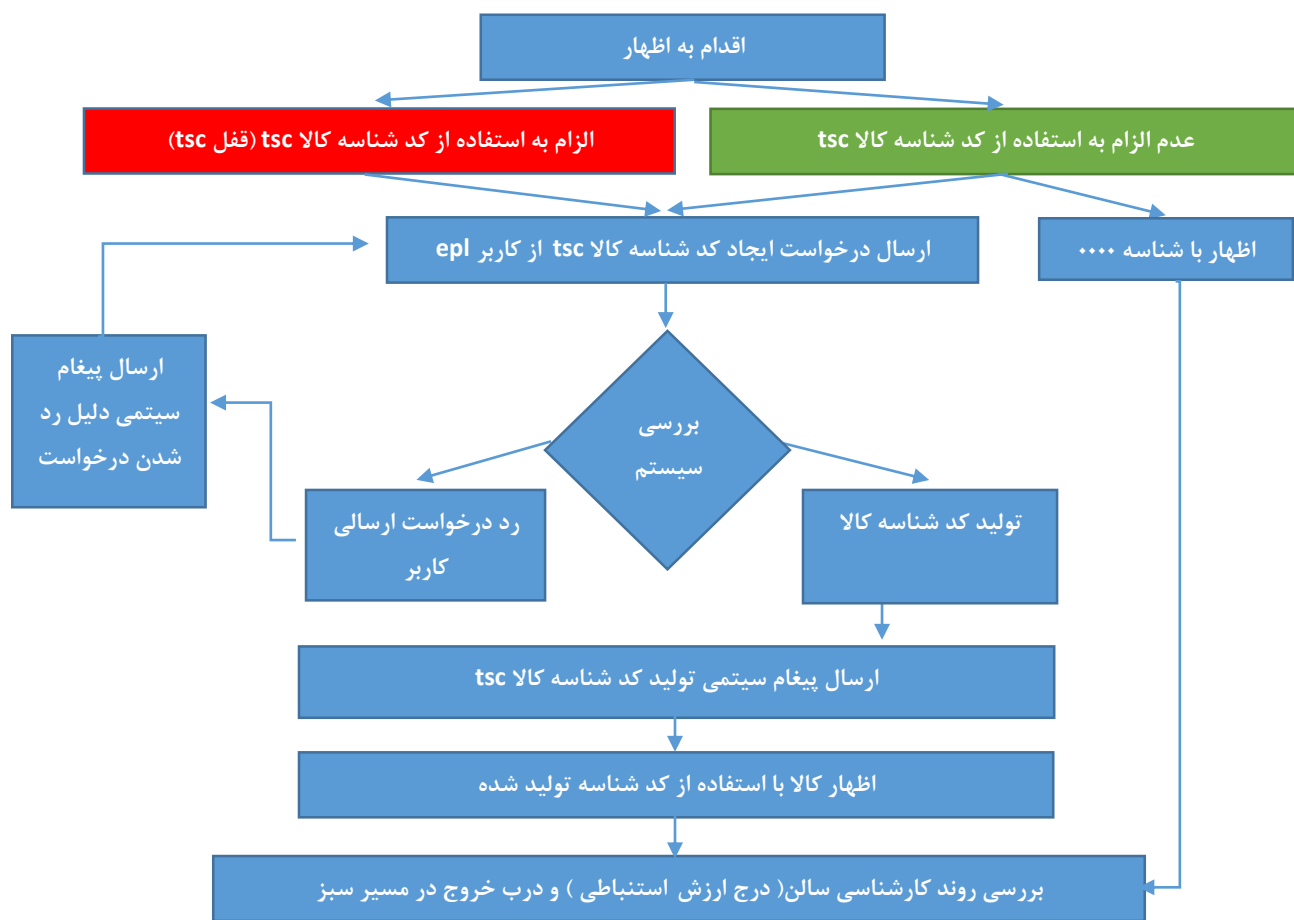 اقدام به اظهار
عدم الزام به استفاده از کد شناسه کالا tsc
الزام به استفاده از کد شناسه کالا tsc (قفل tsc)
اظهار با شناسه ۰۰۰۰
ارسال درخواست ایجاد کد شناسه کالا tsc از کاربر epl
ارسال پیغام
سیتمی دلیل رد
شدن درخواست
بررسی
سیستم
تولید کد شناسه کالا
رد درخواست ارسالی
کاربر
ارسال پیغام سیتمی تولید کد شناسه کالا tsc
اظهار کالا با استفاده از کد شناسه تولید شده
بررسی روند کارشناسی سالن( درج ارزش استنباطی ) و درب خروج در مسیر سبز